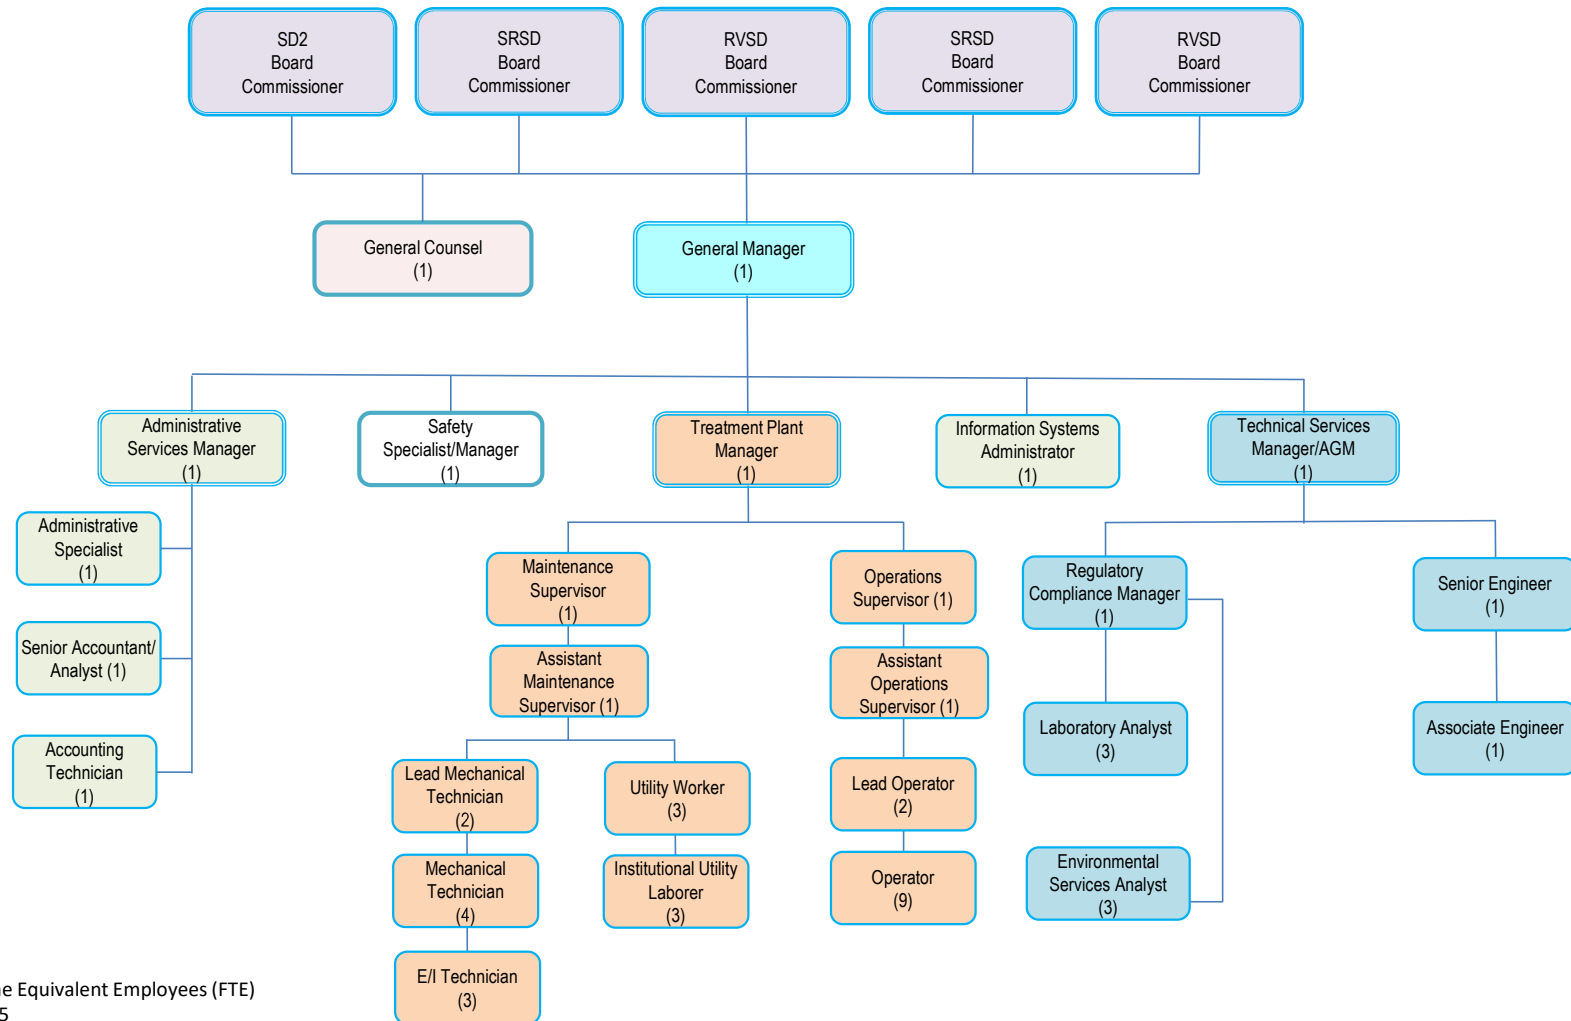 SD2
Board
Commissioner
SRSD
Board
Commissioner
RVSD
Board
Commissioner
SRSD
Board
Commissioner
RVSD
Board
Commissioner
General Counsel
(1)
General Manager
(1)
Administrative
Services Manager
(1)
Safety
Specialist/Manager
(1)
Treatment Plant
Manager
(1)
Information Systems
Administrator
(1)
Technical Services
Manager/AGM
(1)
Administrative
Specialist
(1)
Senior Accountant/
Analyst (1)
Accounting
Technician
(1)
Maintenance
Supervisor
(1)
Assistant
Maintenance
Supervisor (1)
Lead Mechanical
Technician
(2)
Mechanical
Technician
(4)
E/I Technician
(3)
Utility Worker
(3)
Institutional Utility
Laborer
(3)
Operations
Supervisor (1)
Assistant
Operations
Supervisor (1)
Lead Operator
(2)
Operator
(9)
Regulatory
Compliance Manager
(1)
Laboratory Analyst
(3)
Environmental
Services Analyst
(3)
Senior Engineer
(1)
Associate Engineer
(1)
Equivalent Employees (FTE)
5